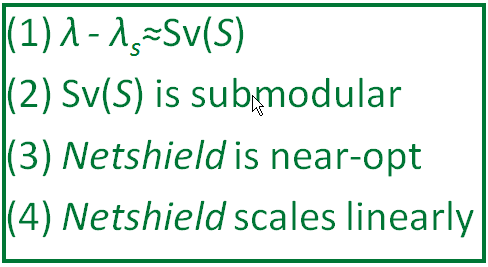 (1) λ - λs≈Sv(S)
(2) Sv(S) is submodular
(3) Netshield is near-opt
(4) Netshield scales linearly